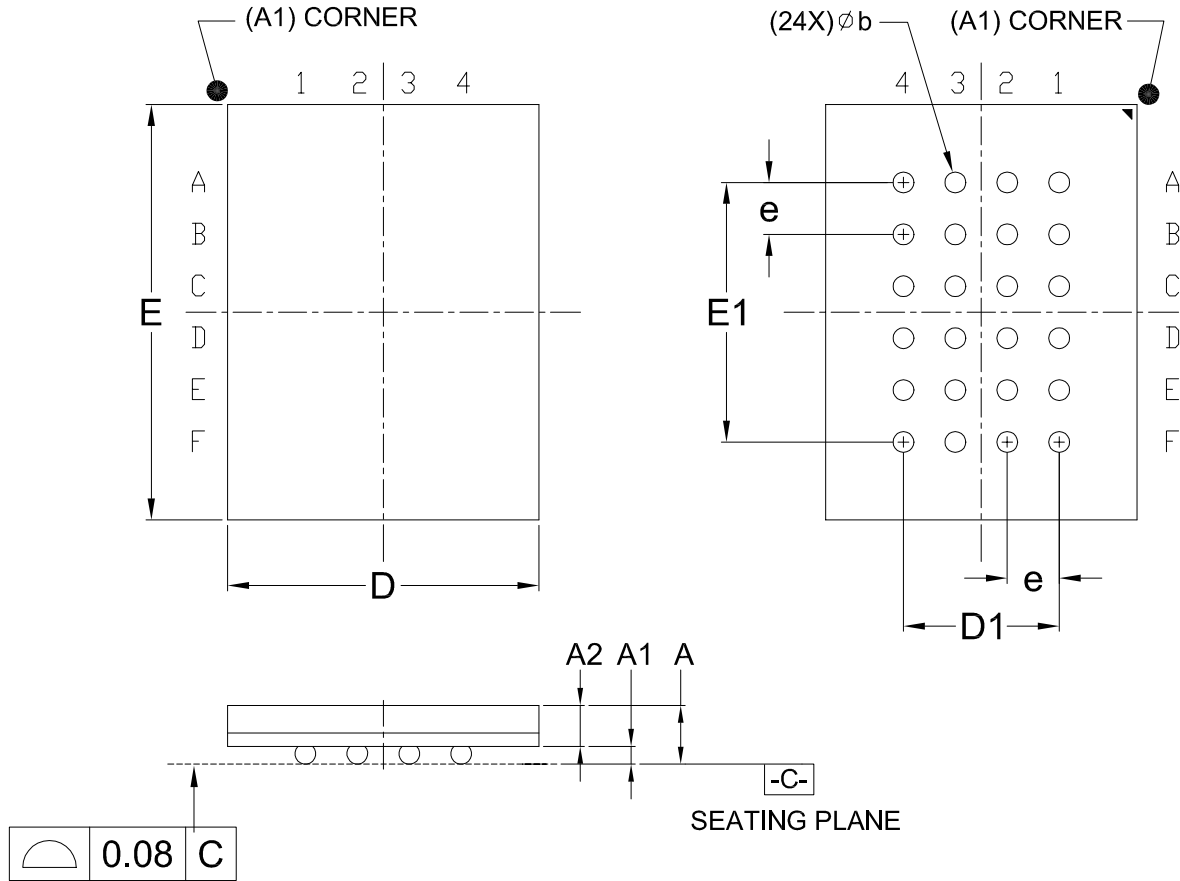 (A1) CORNER
(24X)⌀b
(A1) CORNER
1 2 3 4
4 3 2 1
A
B
C
D
E
F
E
D
A
B
C
D
E
F
e
E1
e
D1
A2 A1 A
-C-
SEATING PLANE
0.08 C